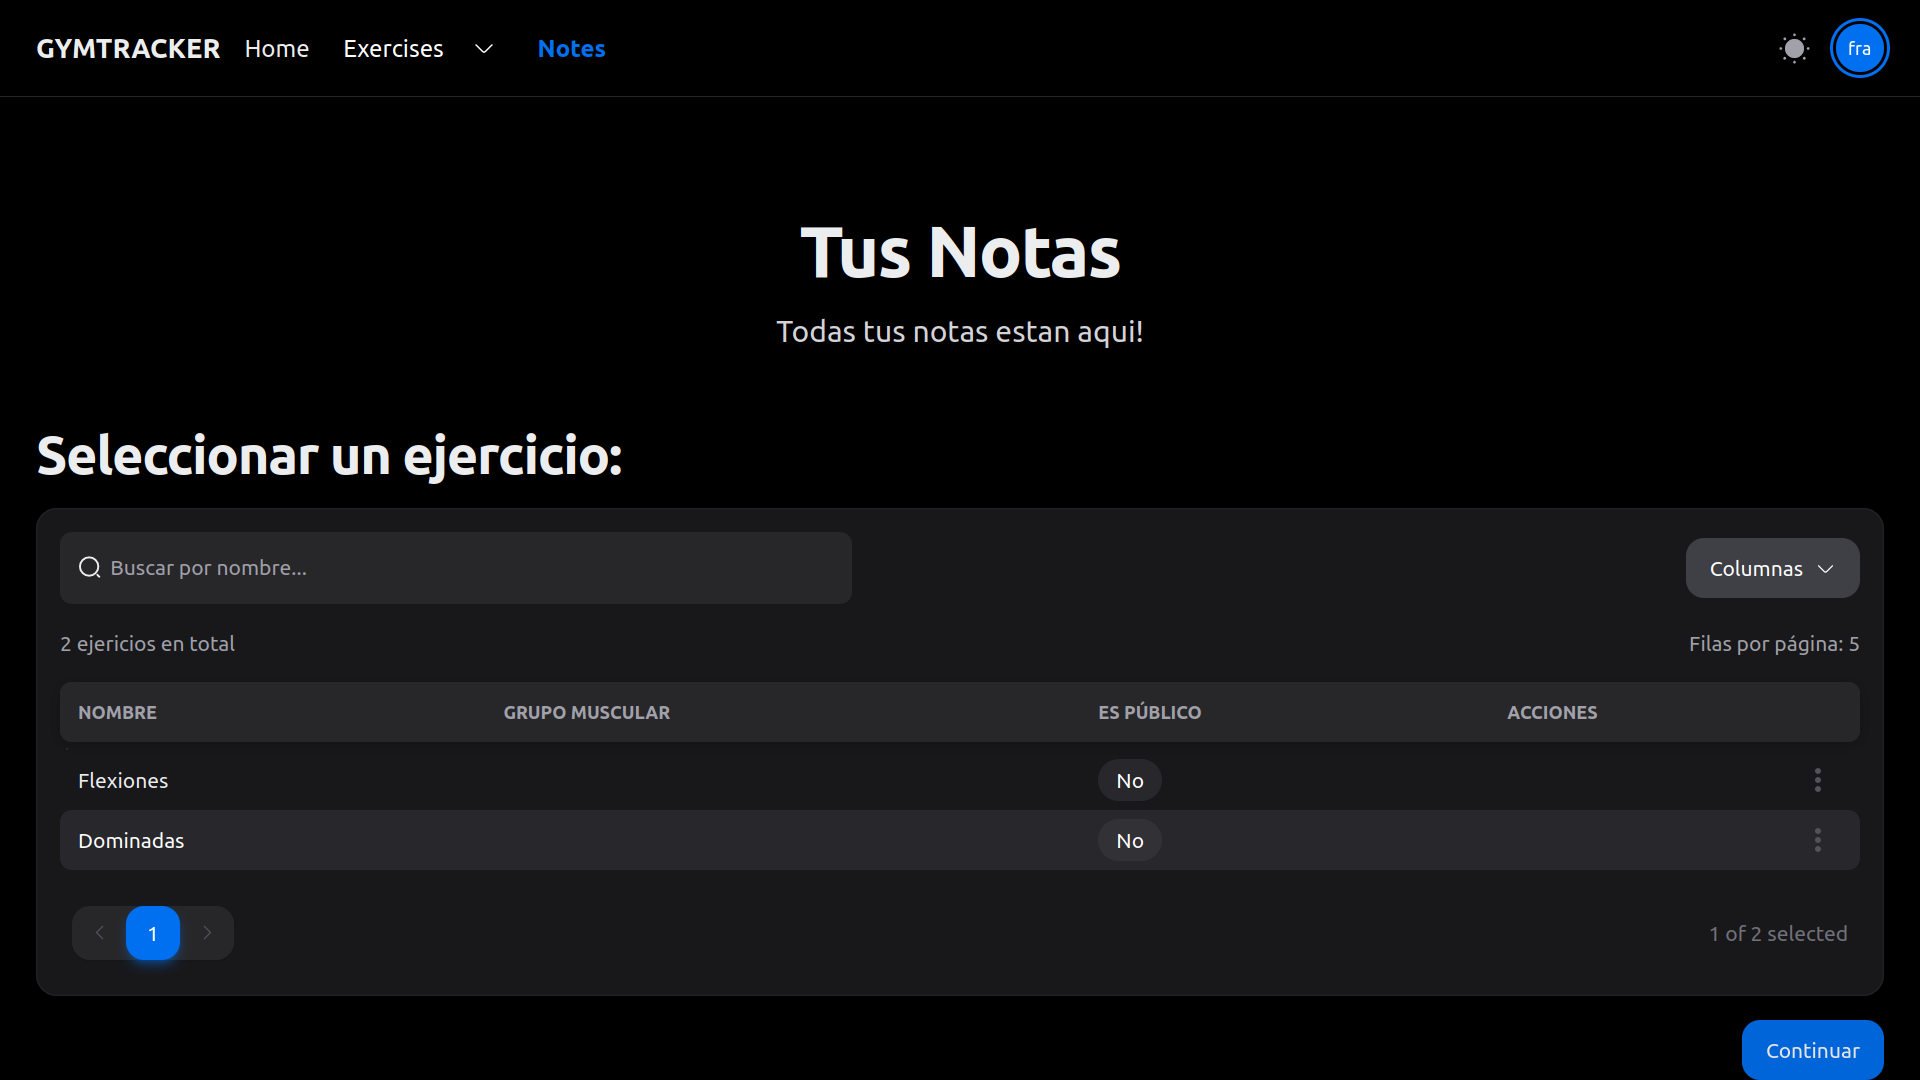 GYMTRACKER Home Exercises Notes fra
Tus Notas
Todas tus notas estan aqui!
Seleccionar un ejercicio:
Buscar por nombre... Columnas
2 ejericios en total Filas por página: 5
NOMBRE GRUPO MUSCULAR ES PÚBLICO ACCIONES
Flexiones No
Dominadas No
1 1 of 2 selected
Continuar